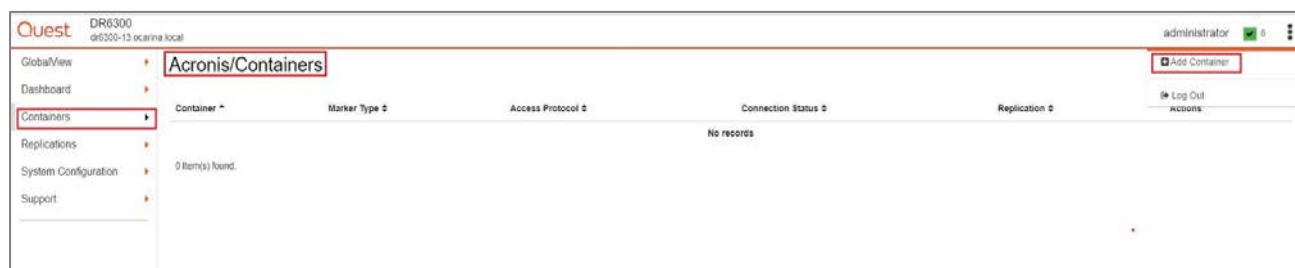 Quest
DR6300
dr6300-13.ocarina.local
administrator
0
GlobalView
Dashboard
Containers
Replications
System Configuration
Support
Acronis/Containers
Add Container
Log Out
Container Marker Type Access Protocol Connection Status Replication Actions
No records
0 Item(s) found.